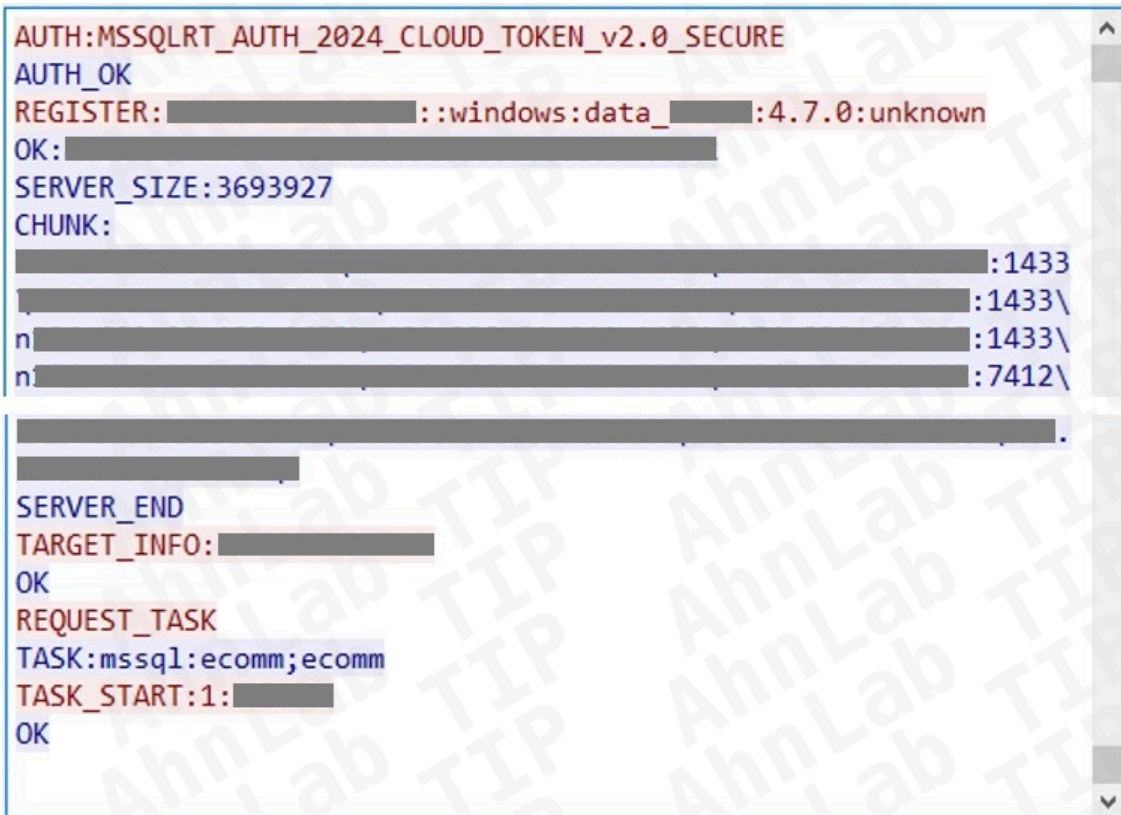 AUTH:MSSQLRT_AUTH_2024_CLOUD_TOKEN_v2.0_SECURE
AUTH_OK
REGISTER: ::windows:data_ :4.7.0:unknown
OK:
SERVER_SIZE:3693927
CHUNK:
:1433
:1433\
n :1433\
n :7412\
.
SERVER_END
TARGET_INFO:
OK
REQUEST_TASK
TASK:mssql:ecomm;ecomm
TASK_START:1:
OK
AhnLab TIP